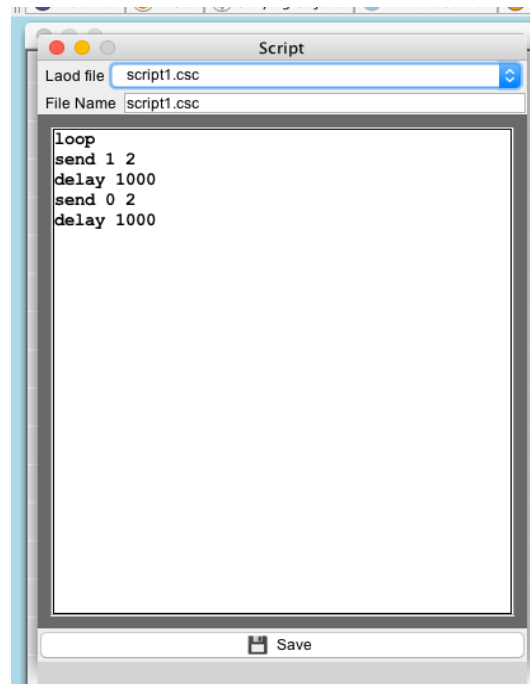 Script
Laod file script1.csc
File Name script1.csc
loop
send 1 2
delay 1000
send 0 2
delay 1000
Save